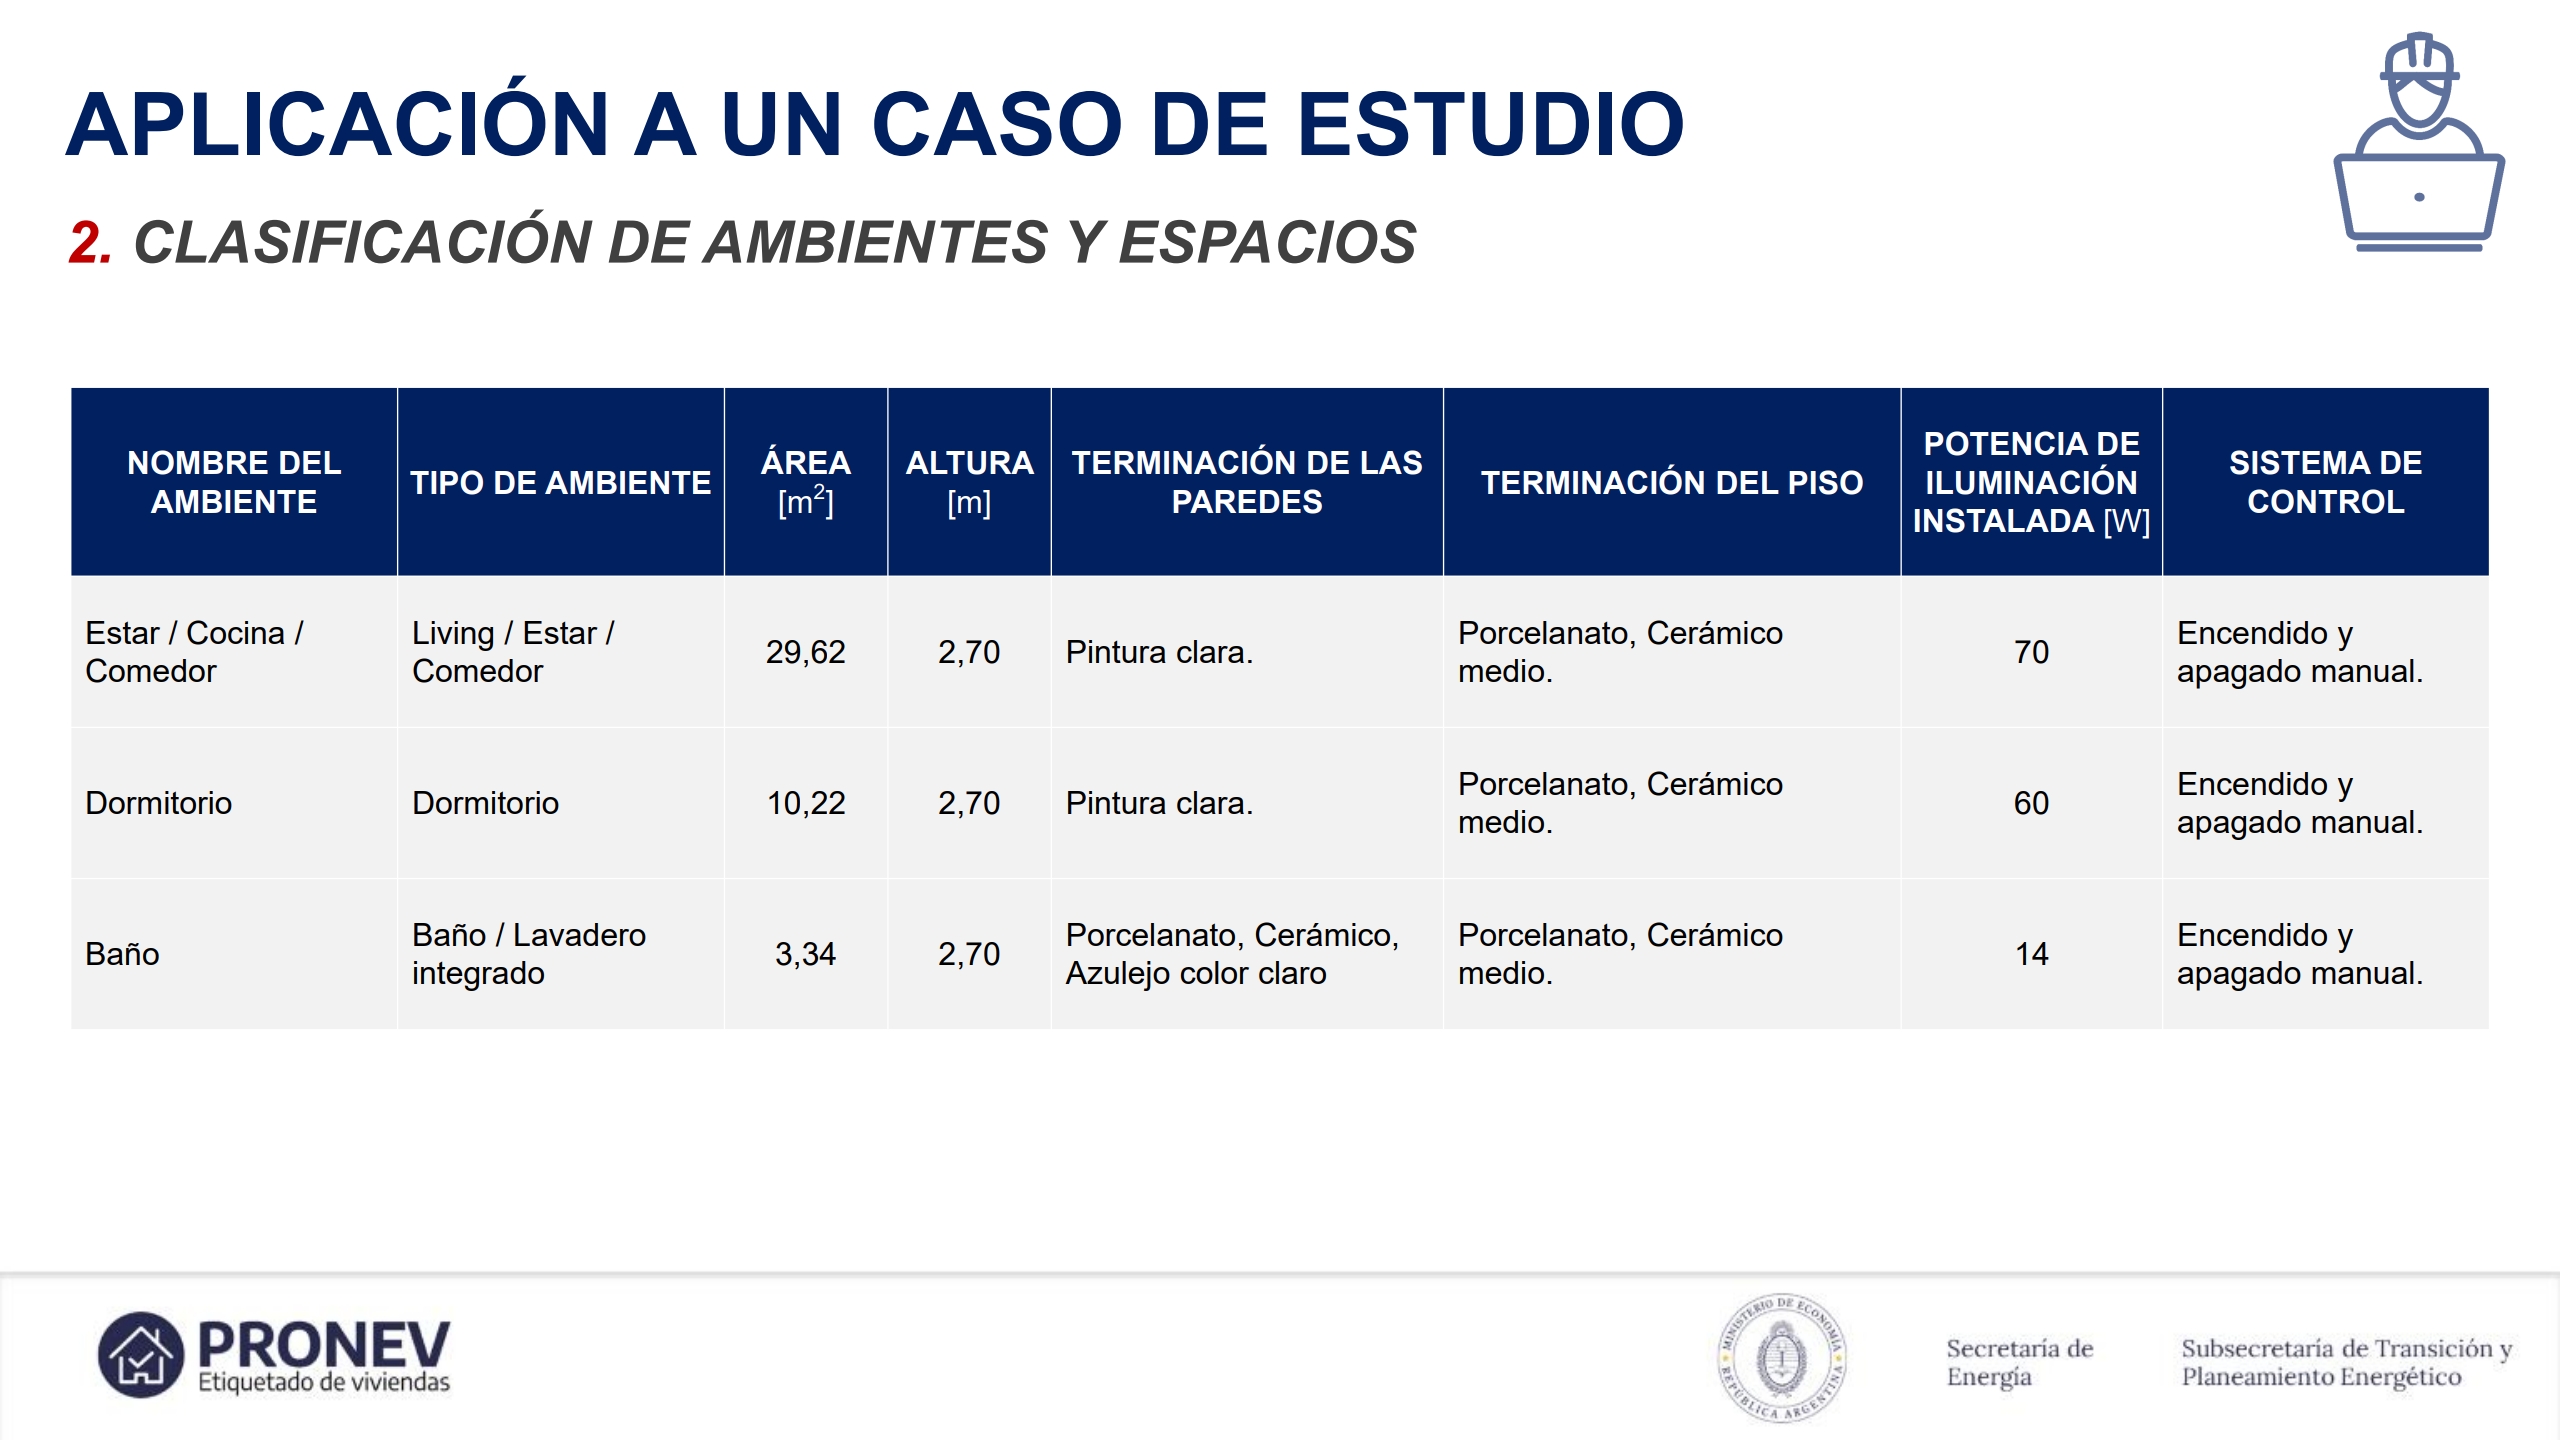 APLICACIÓN A UN CASO DE ESTUDIO
2. CLASIFICACIÓN DE AMBIENTES Y ESPACIOS
NOMBRE DEL
AMBIENTE
TIPO DE AMBIENTE
ÁREA
[m²]
ALTURA
[m]
TERMINACIÓN DE LAS
PAREDES
TERMINACIÓN DEL PISO
POTENCIA DE
ILUMINACIÓN
INSTALADA [W]
SISTEMA DE
CONTROL
Estar / Cocina /
Comedor
Living / Estar /
Comedor
29,62
2,70
Pintura clara.
Porcelanato, Cerámico
medio.
70
Encendido y
apagado manual.
Dormitorio
Dormitorio
10,22
2,70
Pintura clara.
Porcelanato, Cerámico
medio.
60
Encendido y
apagado manual.
Baño
Baño / Lavadero
integrado
3,34
2,70
Porcelanato, Cerámico,
Azulejo color claro
Porcelanato, Cerámico
medio.
14
Encendido y
apagado manual.
PRONEV
Etiquetado de viviendas
MINISTERIO DE ECONOMÍA
REPÚBLICA ARGENTINA
Secretaría de
Energía
Subsecretaría de Transición y
Planeamiento Energético